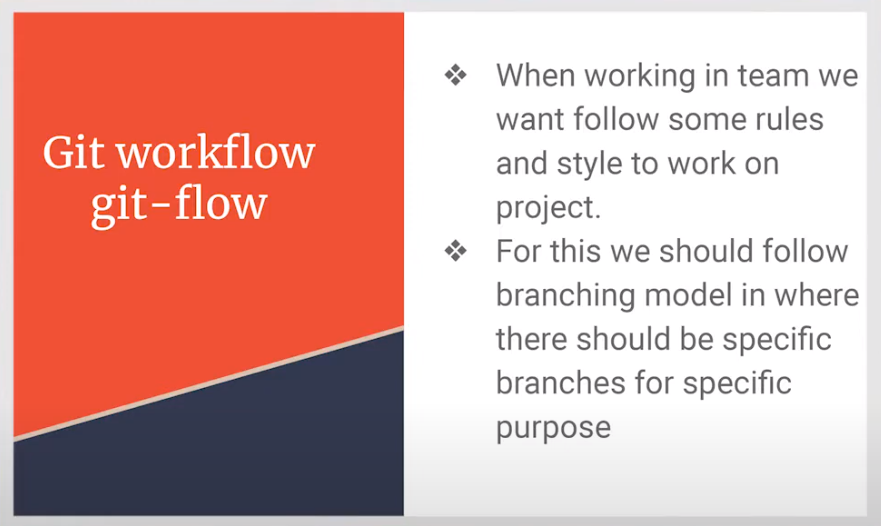 Git workflow
git-flow
❖ When working in team we
want follow some rules
and style to work on
project.
❖ For this we should follow
branching model in where
there should be specific
branches for specific
purpose